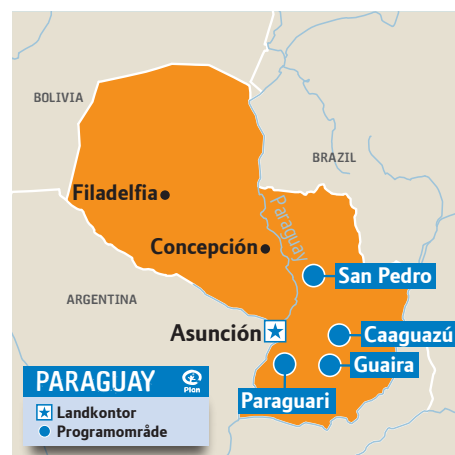 BOLIVIA
BRAZIL
Filadelfia
Paraguay
Concepción
San Pedro
ARGENTINA
Asunción
Caaguazú
Guaira
Paraguari
PARAGUAY
Plan
Landkontor
Programområde